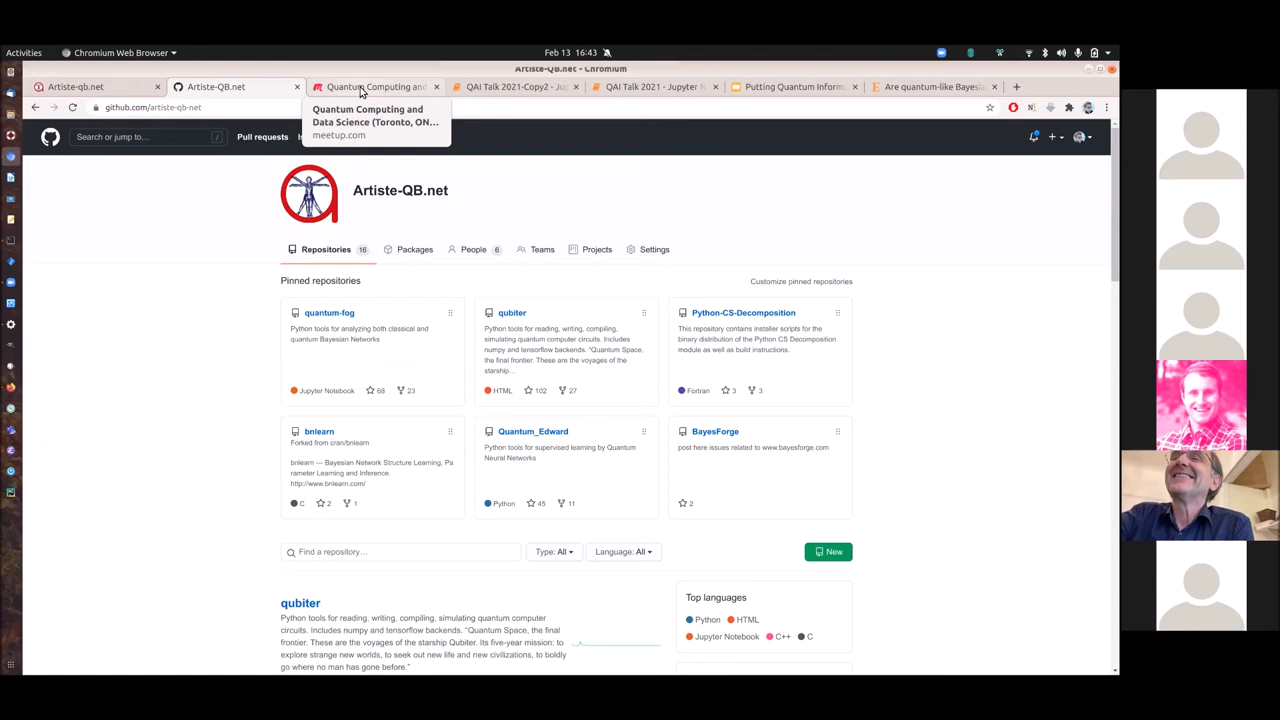 Activities
Chromium Web Browser
Feb 13 16:43
Artiste-QB.net - Chromium
Artiste-qb.net
Artiste-QB.net
Quantum Computing and
QAI Talk 2021-Copy2 - Ju
QAI Talk 2021 - Jupyter N
Putting Quantum Inform
Are quantum-like Bayesia
github.com/artiste-qb-net
Quantum Computing and
Data Science (Toronto, ON...
meetup.com
Search or jump to...
/
Pull requests
Artiste-QB.net
Repositories 16
Packages
People 6
Teams
Projects
Settings
Pinned repositories
Customize pinned repositories
quantum-fog
Python tools for analyzing both classical and
quantum Bayesian Networks
Jupyter Notebook 68 23
qubiter
Python tools for reading, writing, compiling,
simulating quantum computer circuits. Includes
numpy and tensorflow backends. "Quantum Space,
the final frontier. These are the voyages of the
starship...
HTML 102 27
Python-CS-Decomposition
This repository contains installer scripts for the
binary distribution of the Python CS Decomposition
module as well as build instructions.
Fortran 3 3
bnlearn
Forked from cran/bnlearn
bnlearn — Bayesian Network Structure Learning, Pa
rameter Learning and Inference.
http://www.bnlearn.com/
C 2 1
Quantum_Edward
Python tools for supervised learning by Quantum
Neural Networks
Python 45 11
BayesForge
post here issues related to www.bayesforge.com
2
Find a repository...
Type: All
Language: All
New
qubiter
Python tools for reading, writing, compiling, simulating quantum computer
circuits. Includes numpy and tensorflow backends. "Quantum Space, the final
frontier. These are the voyages of the starship Qubiter. Its five-year mission: to
explore strange new worlds, to seek out new life and new civilizations, to boldly
go where no man has gone before."
Top languages
Python HTML
Jupyter Notebook C++ C